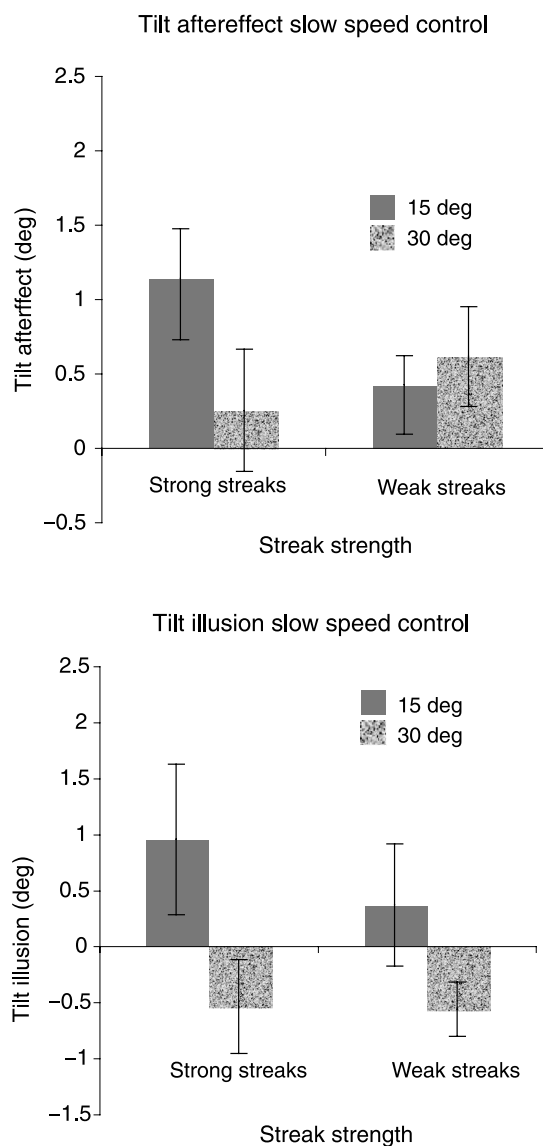 Tilt aftereffect slow speed control
2.5
2
1.5
1
0.5
0
−0.5
Tilt afterffect (deg)
15 deg
30 deg
Strong streaks
Weak streaks
Streak strength
Tilt illusion slow speed control
2.5
2
1.5
1
0.5
0
−0.5
−1
−1.5
Tilt illusion (deg)
15 deg
30 deg
Strong streaks
Weak streaks
Streak strength